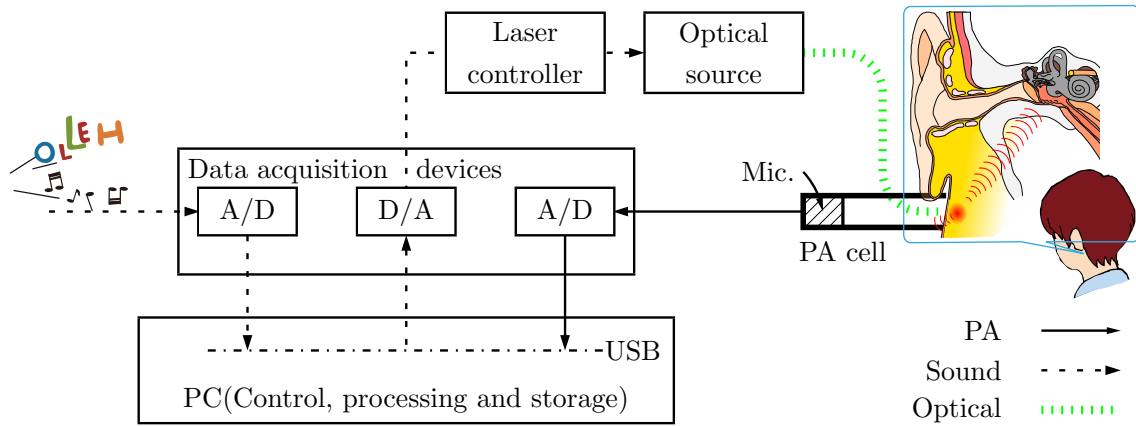 Laser
controller
Optical
source
OLLEH
Data acquisition devices
A/D
D/A
A/D
Mic.
PA cell
USB
PC(Control, processing and storage)
PA
Sound
Optical